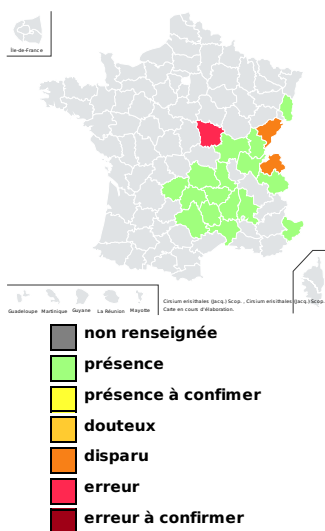 Île-de-France
Guadeloupe Martinique Guyane La Réunion Mayotte
Cirsium erisithales (Jacq.) Scop. , Cirsium erisithales (Jacq.) Scop.
Carte en cours d'élaboration.
non renseignée
présence
présence à confimer
douteux
disparu
erreur
erreur à confirmer